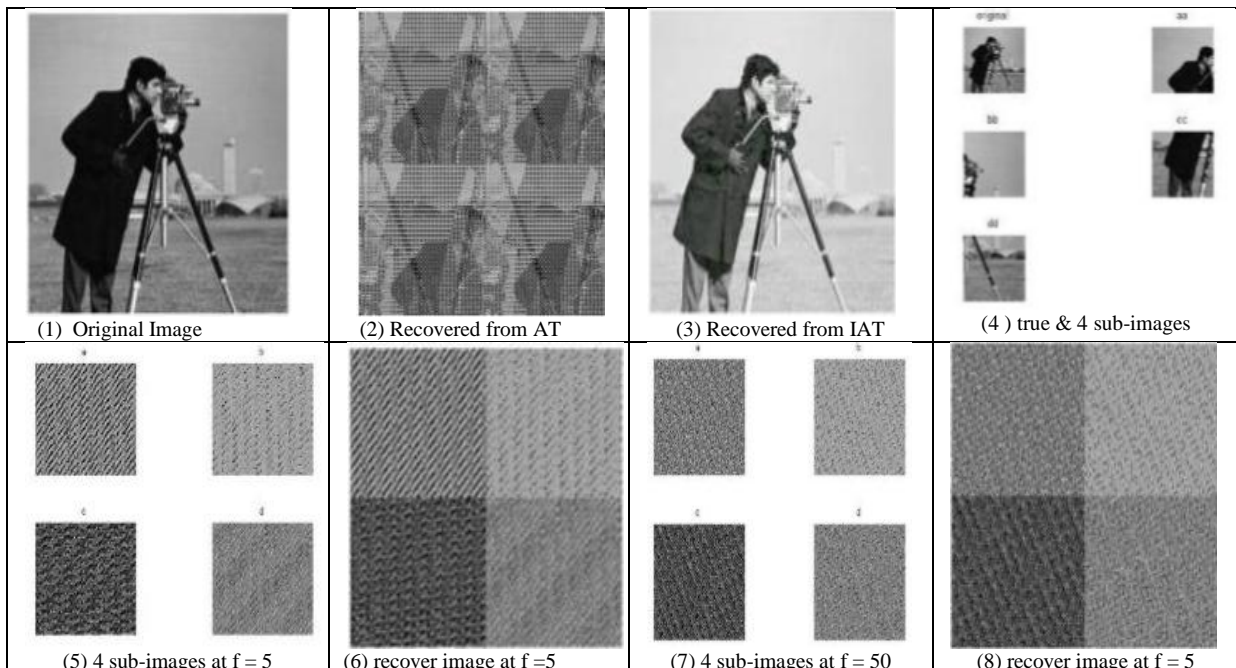 original aa
bb cc
dd
(1) Original Image
(2) Recovered from AT
(3) Recovered from IAT
(4 ) true & 4 sub-images
a b
c d
a b
c d
(5) 4 sub-images at f = 5
(6) recover image at f =5
(7) 4 sub-images at f = 50
(8) recover image at f = 5